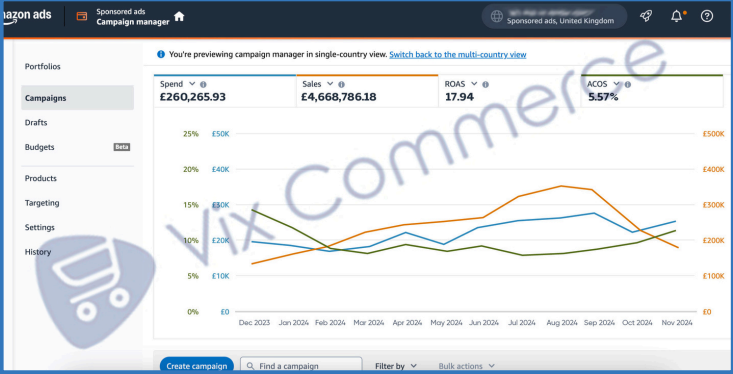 azon ads
Sponsored ads
Campaign manager
Sponsored ads, United Kingdom
You're previewing campaign manager in single-country view. Switch back to the multi-country view
Portfolios
Campaigns
Drafts
Budgets Beta
Products
Targeting
Settings
History
Spend Sales ROAS ACOS
£260,265.93 £4,668,786.18 17.94 5.57%
25% £50K £500K
20% £40K £400K
15% £30K £300K
10% £20K £200K
5% £10K £100K
0% £0 £0
Dec 2023 Jan 2024 Feb 2024 Mar 2024 Apr 2024 May 2024 Jun 2024 Jul 2024 Aug 2024 Sep 2024 Oct 2024 Nov 2024
Vix Commerce
Create campaign Find a campaign Filter by Bulk actions